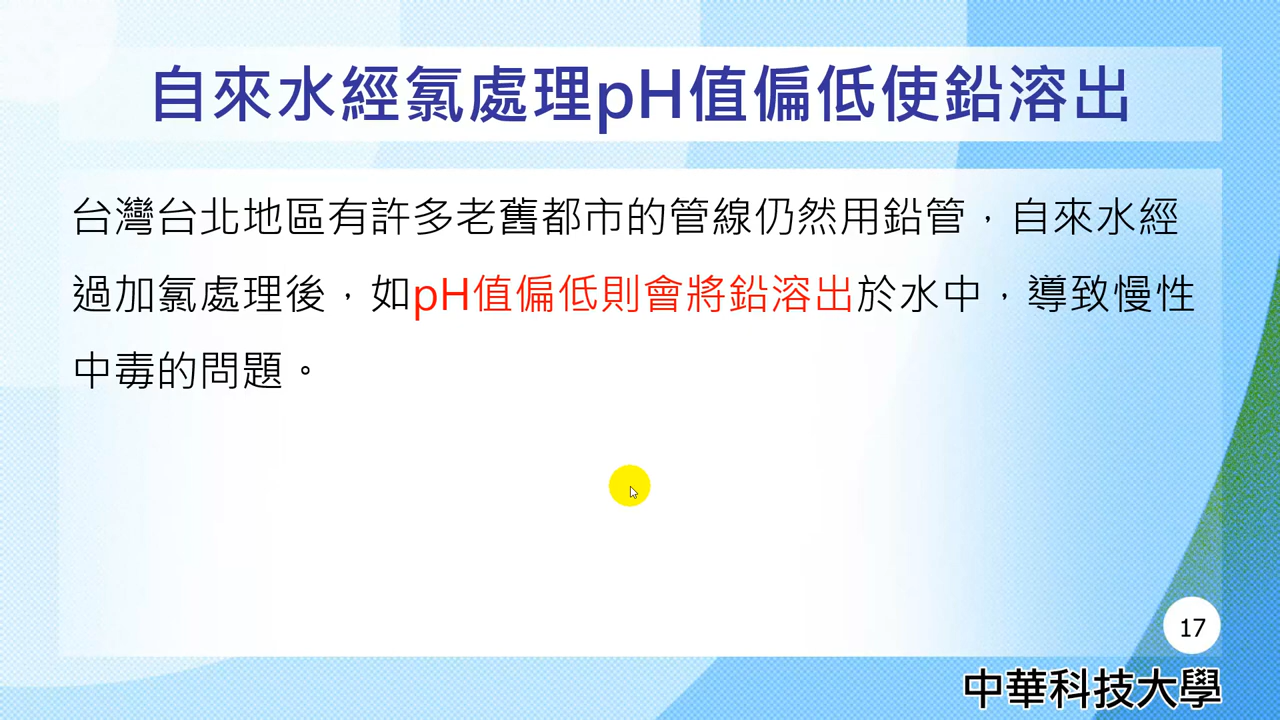 自來水經氯處理pH值偏低使鉛溶出
台灣台北地區有許多老舊都市的管線仍然用鉛管，自來水經
過加氯處理後，如pH值偏低則會將鉛溶出於水中，導致慢性
中毒的問題。
17
中華科技大學